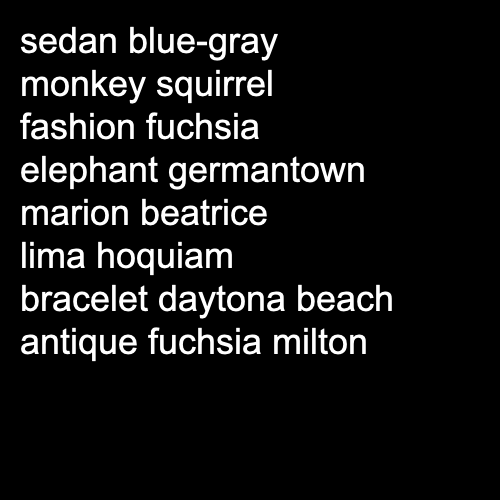 sedan blue-gray
monkey squirrel
fashion fuchsia
elephant germantown
marion beatrice
lima hoquiam
bracelet daytona beach
antique fuchsia milton